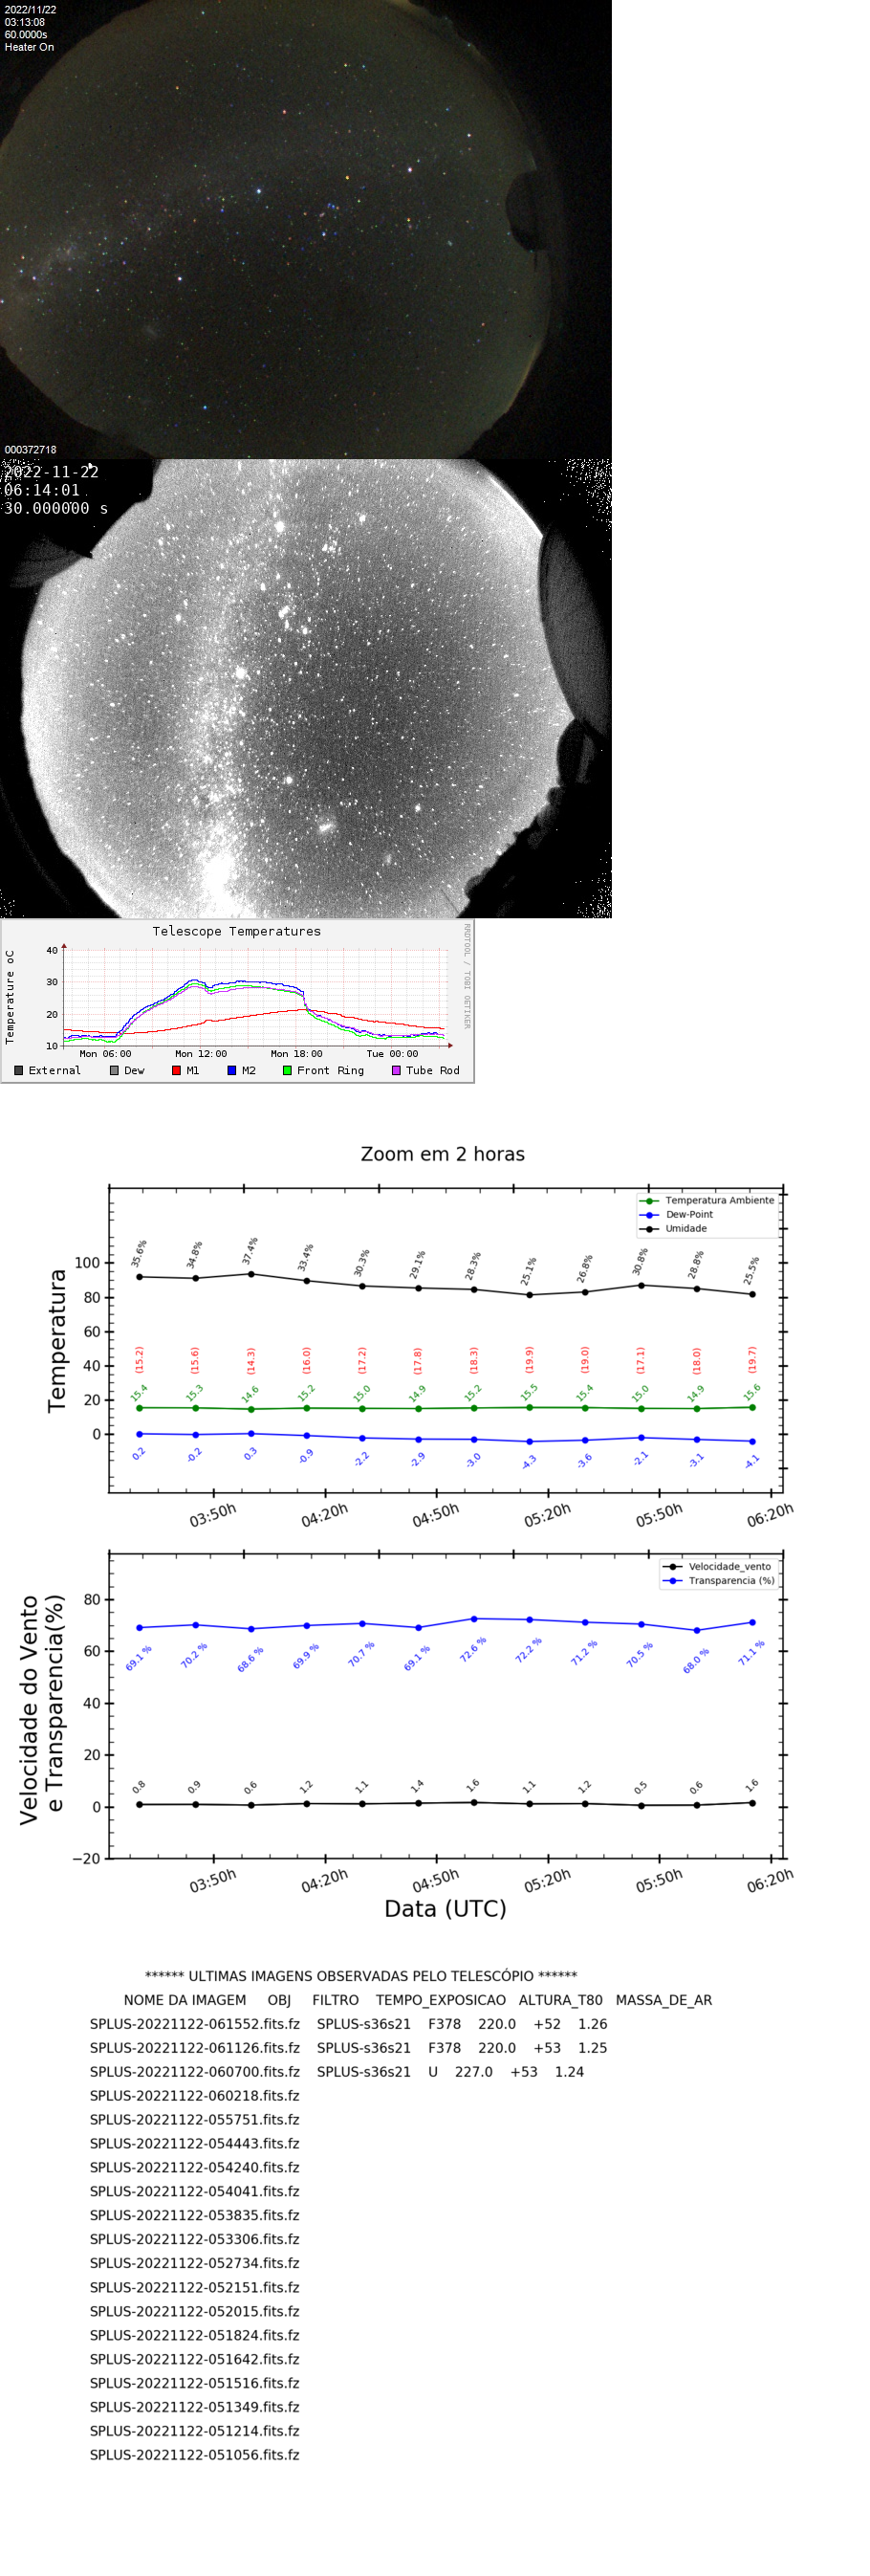 2022/11/22
03:13:08
60.0000s
Heater On
000372718
2022-11-22
06:14:01
30.000000 s
Telescope Temperatures
RRDTOOL / TOBI OETIKER
Temperature oC
40
30
20
10
Mon 06:00 Mon 12:00 Mon 18:00 Tue 00:00
External Dew M1 M2 Front Ring Tube Rod
Zoom em 2 horas
Temperatura Ambiente
Dew-Point
Umidade
Temperatura
100
80
60
40
20
0
35.6% 34.8% 37.4% 33.4% 30.3% 29.1% 28.3% 25.1% 26.8% 30.8% 28.8% 25.5%
(15.2) (15.6) (14.3) (16.0) (17.2) (17.8) (18.3) (19.9) (19.0) (17.1) (18.0) (19.7)
15.4 15.3 14.6 15.2 15.0 14.9 15.2 15.5 15.4 15.0 14.9 15.6
0.2 -0.2 0.3 -0.9 -2.2 -2.9 -3.0 -4.3 -3.6 -2.1 -3.1 -4.1
03:50h 04:20h 04:50h 05:20h 05:50h 06:20h
Velocidade_vento
Transparencia (%)
Velocidade do Vento
e Transparencia(%)
80
60
40
20
0
−20
69.1 % 70.2 % 68.6 % 69.9 % 70.7 % 69.1 % 72.6 % 72.2 % 71.2 % 70.5 % 68.0 % 71.1 %
0.8 0.9 0.6 1.2 1.1 1.4 1.6 1.1 1.2 0.5 0.6 1.6
03:50h 04:20h 04:50h 05:20h 05:50h 06:20h
Data (UTC)
****** ULTIMAS IMAGENS OBSERVADAS PELO TELESCÓPIO ******
NOME DA IMAGEM OBJ FILTRO TEMPO_EXPOSICAO ALTURA_T80 MASSA_DE_AR
SPLUS-20221122-061552.fits.fz SPLUS-s36s21 F378 220.0 +52 1.26
SPLUS-20221122-061126.fits.fz SPLUS-s36s21 F378 220.0 +53 1.25
SPLUS-20221122-060700.fits.fz SPLUS-s36s21 U 227.0 +53 1.24
SPLUS-20221122-060218.fits.fz
SPLUS-20221122-055751.fits.fz
SPLUS-20221122-054443.fits.fz
SPLUS-20221122-054240.fits.fz
SPLUS-20221122-054041.fits.fz
SPLUS-20221122-053835.fits.fz
SPLUS-20221122-053306.fits.fz
SPLUS-20221122-052734.fits.fz
SPLUS-20221122-052151.fits.fz
SPLUS-20221122-052015.fits.fz
SPLUS-20221122-051824.fits.fz
SPLUS-20221122-051642.fits.fz
SPLUS-20221122-051516.fits.fz
SPLUS-20221122-051349.fits.fz
SPLUS-20221122-051214.fits.fz
SPLUS-20221122-051056.fits.fz